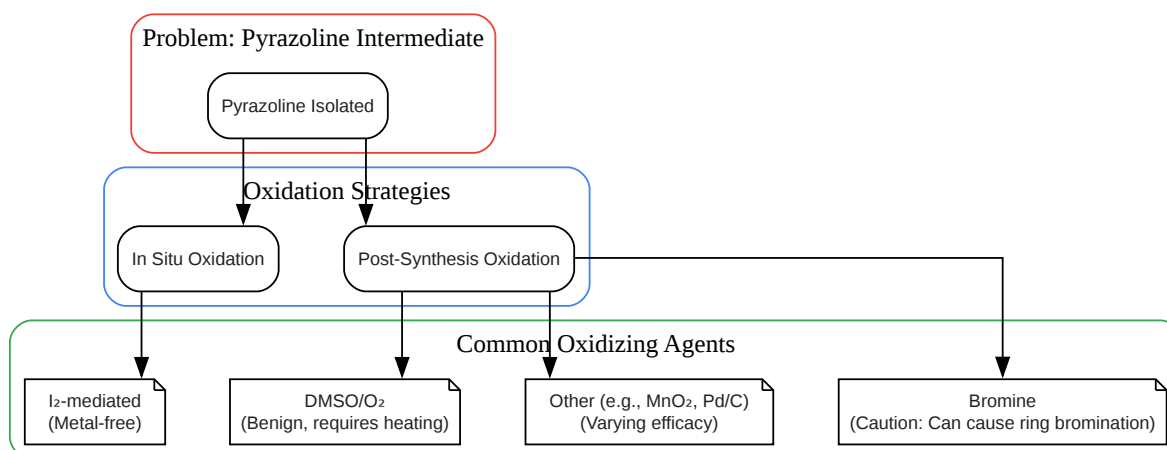 Problem: Pyrazoline Intermediate
Pyrazoline Isolated
Oxidation Strategies
In Situ Oxidation
Post-Synthesis Oxidation
Common Oxidizing Agents
I₂-mediated
(Metal-free)
DMSO/O₂
(Benign, requires heating)
Other (e.g., MnO₂, Pd/C)
(Varying efficacy)
Bromine
(Caution: Can cause ring bromination)